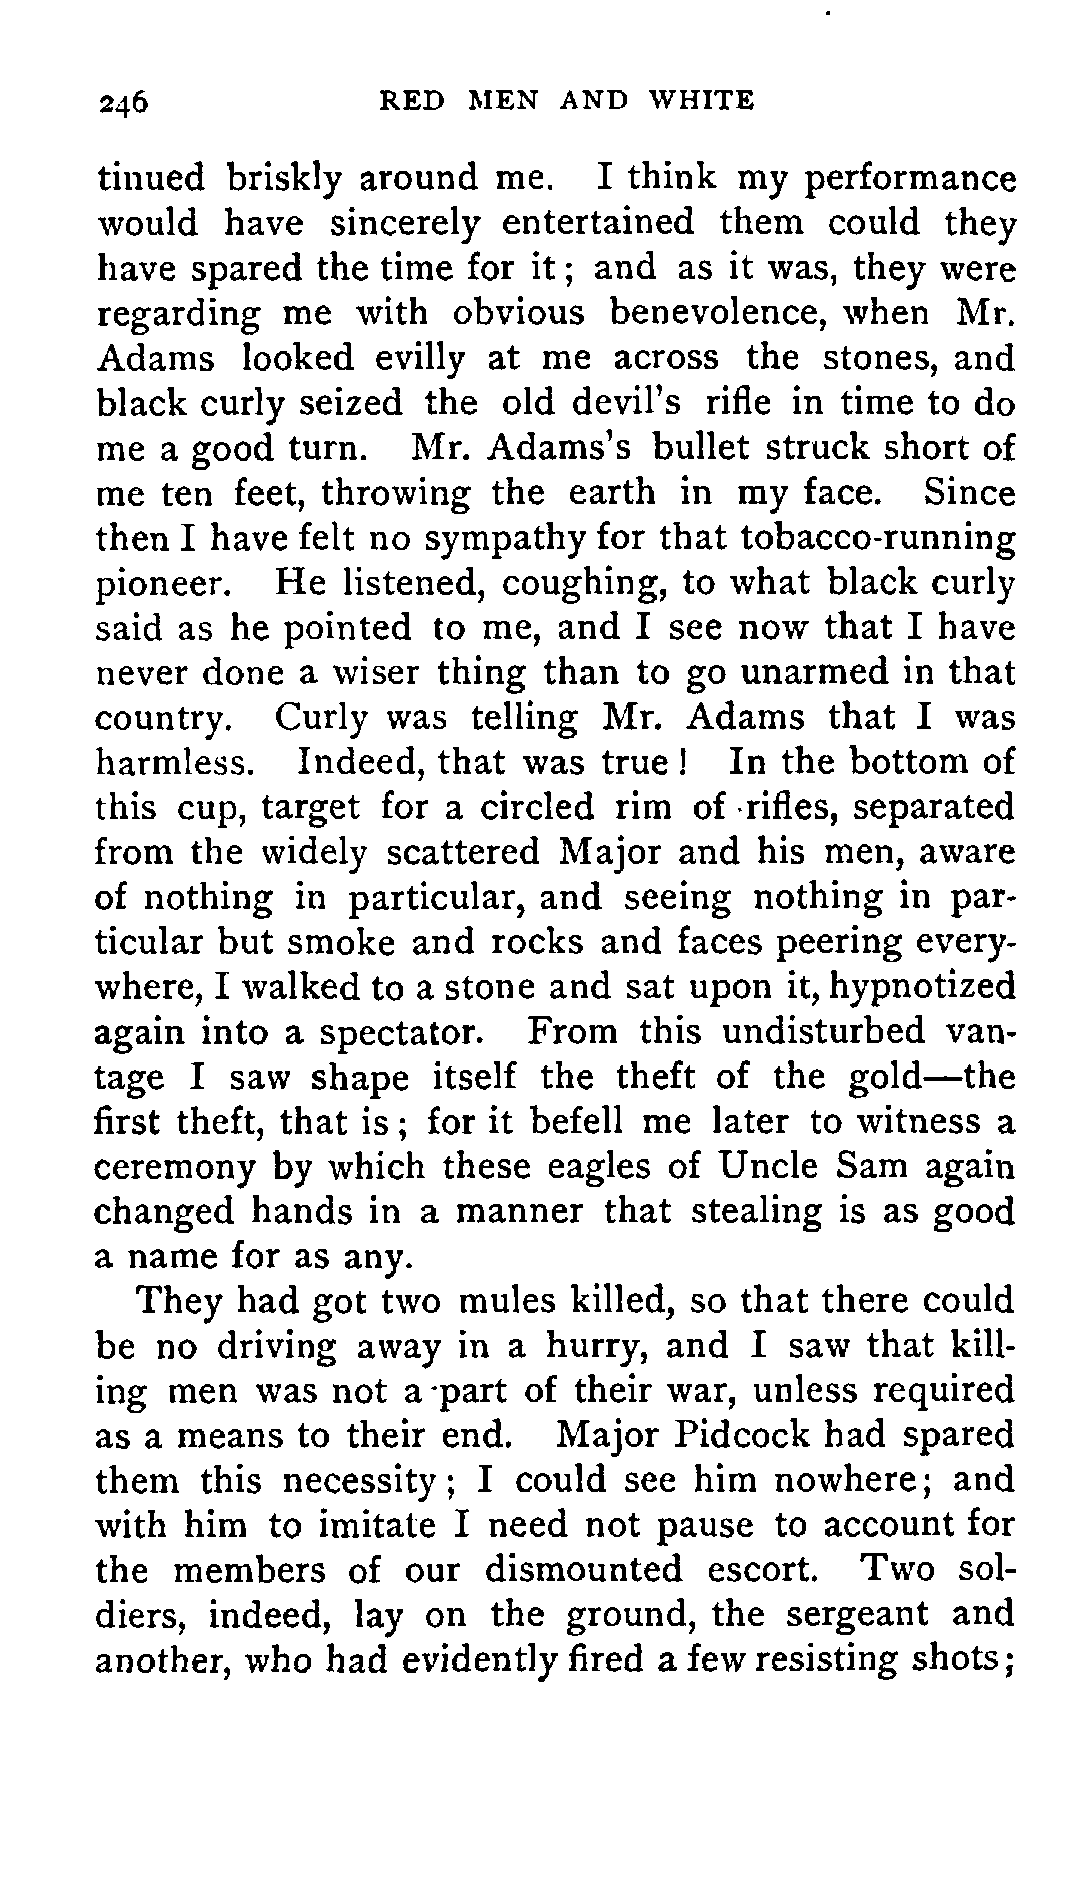 246 RED MEN AND WHITE
tinued briskly around me. I think my performance
would have sincerely entertained them could they
have spared the time for it ; and as it was, they were
regarding me with obvious benevolence, when Mr.
Adams looked evilly at me across the stones, and
black curly seized the old devil's rifle in time to do
me a good turn. Mr. Adams's bullet struck short of
me ten feet, throwing the earth in my face. Since
then I have felt no sympathy for that tobacco-running
pioneer. He listened, coughing, to what black curly
said as he pointed to me, and I see now that I have
never done a wiser thing than to go unarmed in that
country. Curly was telling Mr. Adams that I was
harmless. Indeed, that was true ! In the bottom of
this cup, target for a circled rim of rifles, separated
from the widely scattered Major and his men, aware
of nothing in particular, and seeing nothing in par-
ticular but smoke and rocks and faces peering every-
where, I walked to a stone and sat upon it, hypnotized
again into a spectator. From this undisturbed van-
tage I saw shape itself the theft of the gold—the
first theft, that is ; for it befell me later to witness a
ceremony by which these eagles of Uncle Sam again
changed hands in a manner that stealing is as good
a name for as any.
They had got two mules killed, so that there could
be no driving away in a hurry, and I saw that kill-
ing men was not a part of their war, unless required
as a means to their end. Major Pidcock had spared
them this necessity ; I could see him nowhere ; and
with him to imitate I need not pause to account for
the members of our dismounted escort. Two sol-
diers, indeed, lay on the ground, the sergeant and
another, who had evidently fired a few resisting shots ;